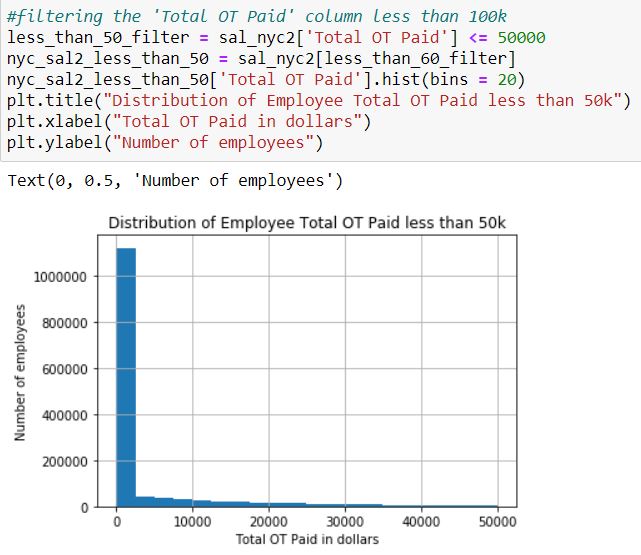 #filtering the 'Total OT Paid' column less than 100k
less_than_50_filter = sal_nyc2['Total OT Paid'] <= 50000
nyc_sal2_less_than_50 = sal_nyc2[less_than_60_filter]
nyc_sal2_less_than_50['Total OT Paid'].hist(bins = 20)
plt.title("Distribution of Employee Total OT Paid less than 50k")
plt.xlabel("Total OT Paid in dollars")
plt.ylabel("Number of employees")
Text(0, 0.5, 'Number of employees')
Distribution of Employee Total OT Paid less than 50k
Number of employees
1000000
800000
600000
400000
200000
0
0 10000 20000 30000 40000 50000
Total OT Paid in dollars